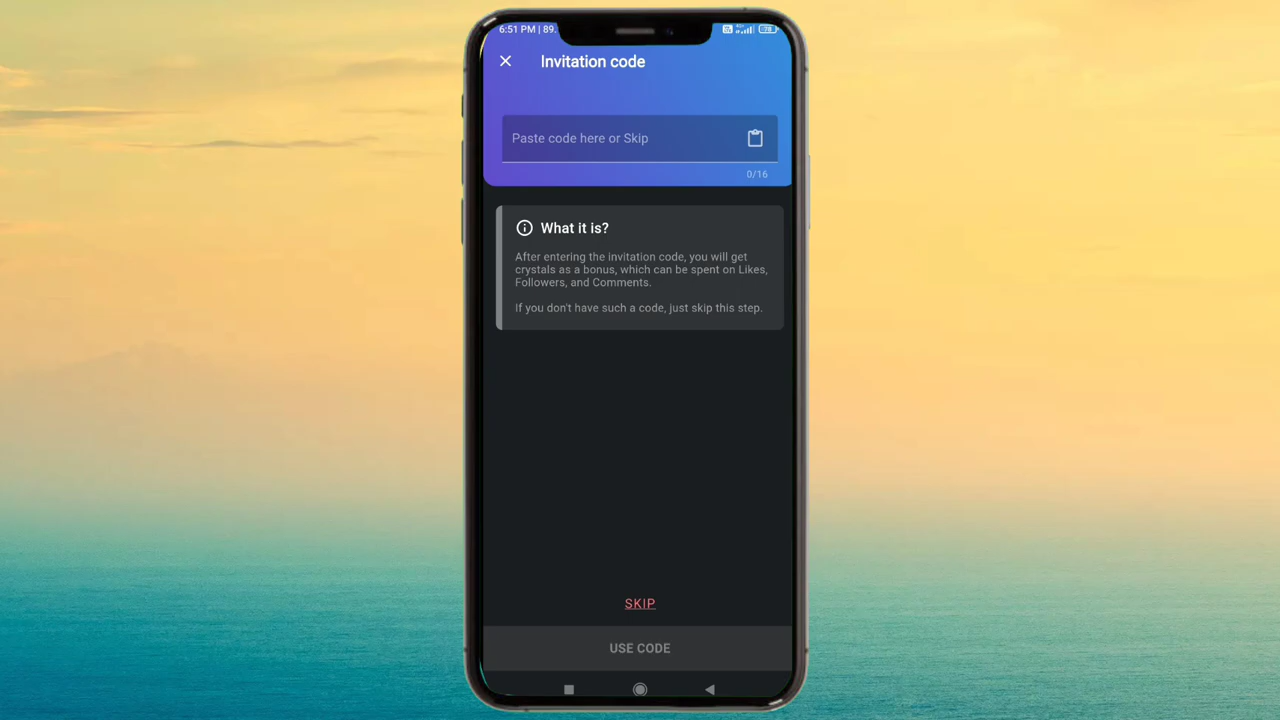 6:51 PM | 89.
Invitation code
Paste code here or Skip
0/16
What it is?
After entering the invitation code, you will get
crystals as a bonus, which can be spent on Likes,
Followers, and Comments.
If you don't have such a code, just skip this step.
SKIP
USE CODE